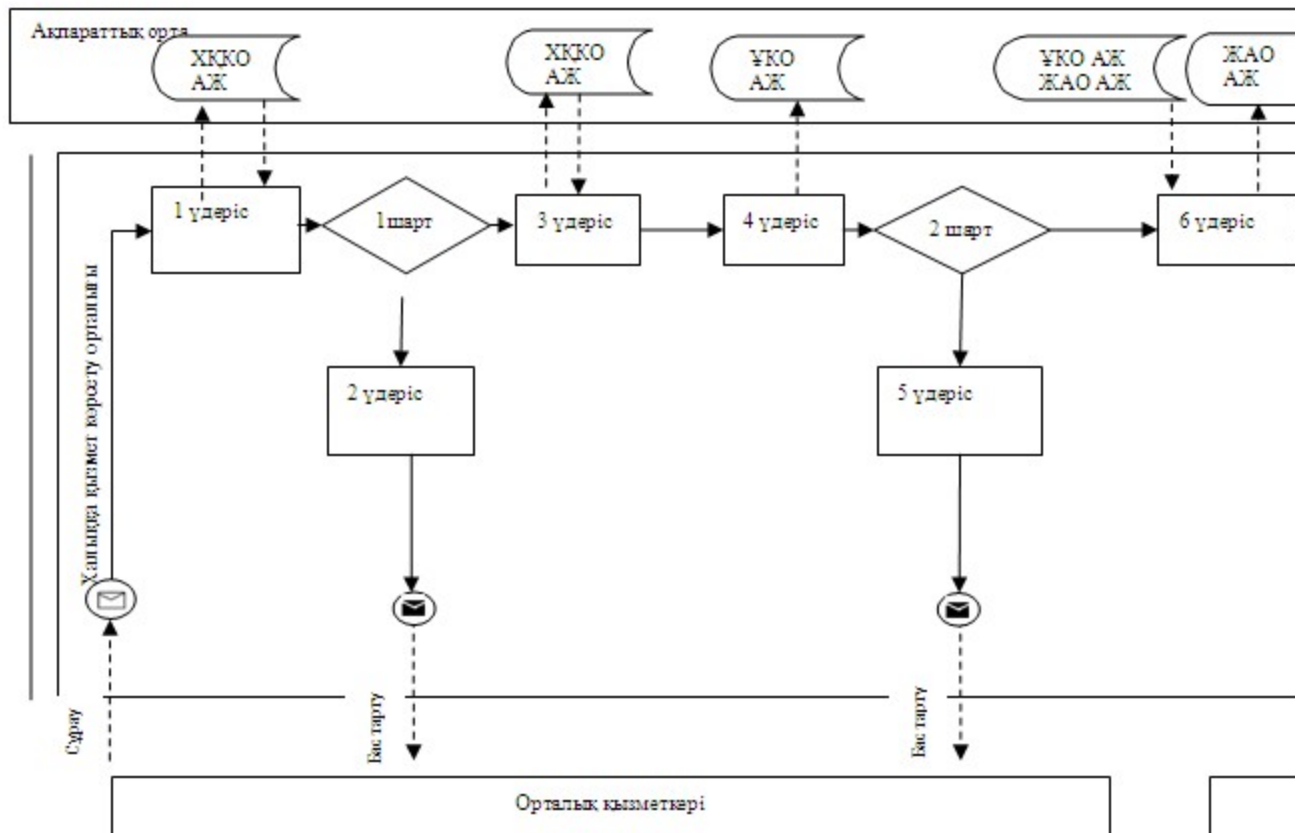 Ақпараттық орта
ХҚКО
АЖ
ХҚКО
АЖ
ҰКО
АЖ
ҰКО АЖ
ЖАО АЖ
ЖАО
АЖ
1 үдеріс
1шарт
3 үдеріс
4 үдеріс
2 шарт
6 үдеріс
Халыққа қызмет көрсету орталығы
2 үдеріс
5 үдеріс
Сұрау
Бас тарту
Бас тарту
Орталық қызметкері